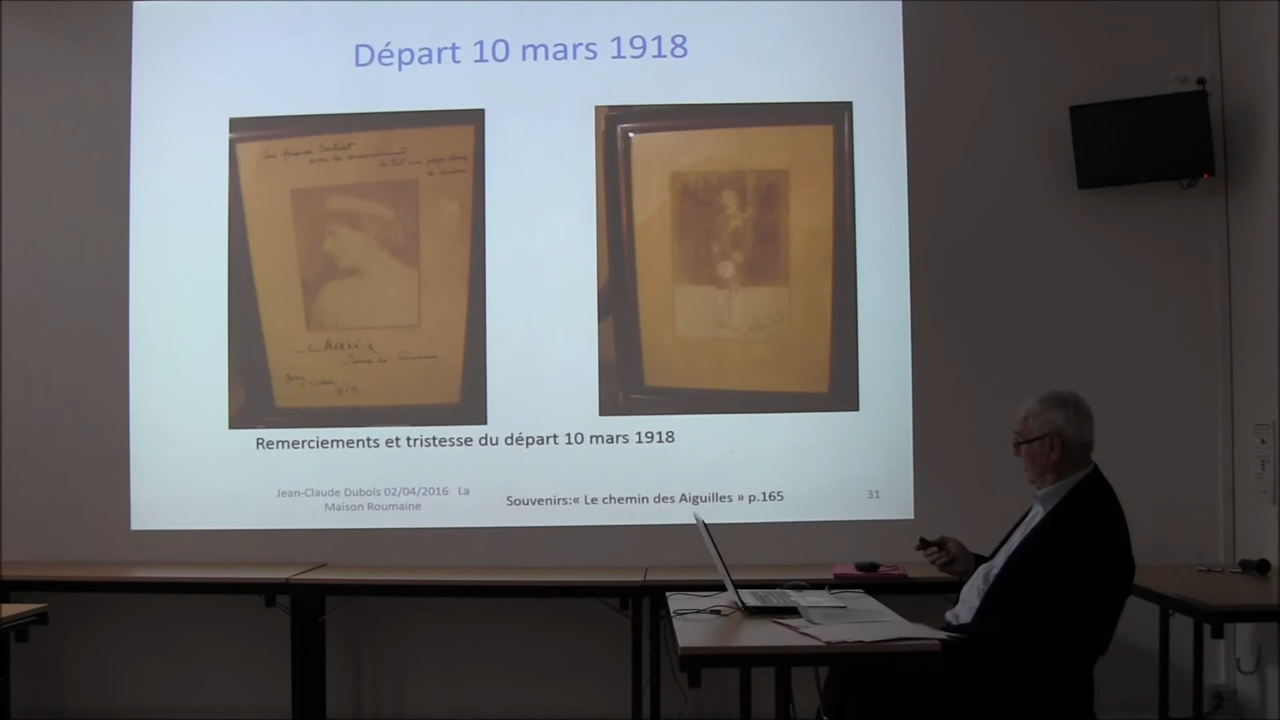 Départ 10 mars 1918
Marie
Remerciements et tristesse du départ 10 mars 1918
Jean-Claude Dubois 02/04/2016 La
Maison Roumaine
Souvenirs:« Le chemin des Aiguilles » p.165
31